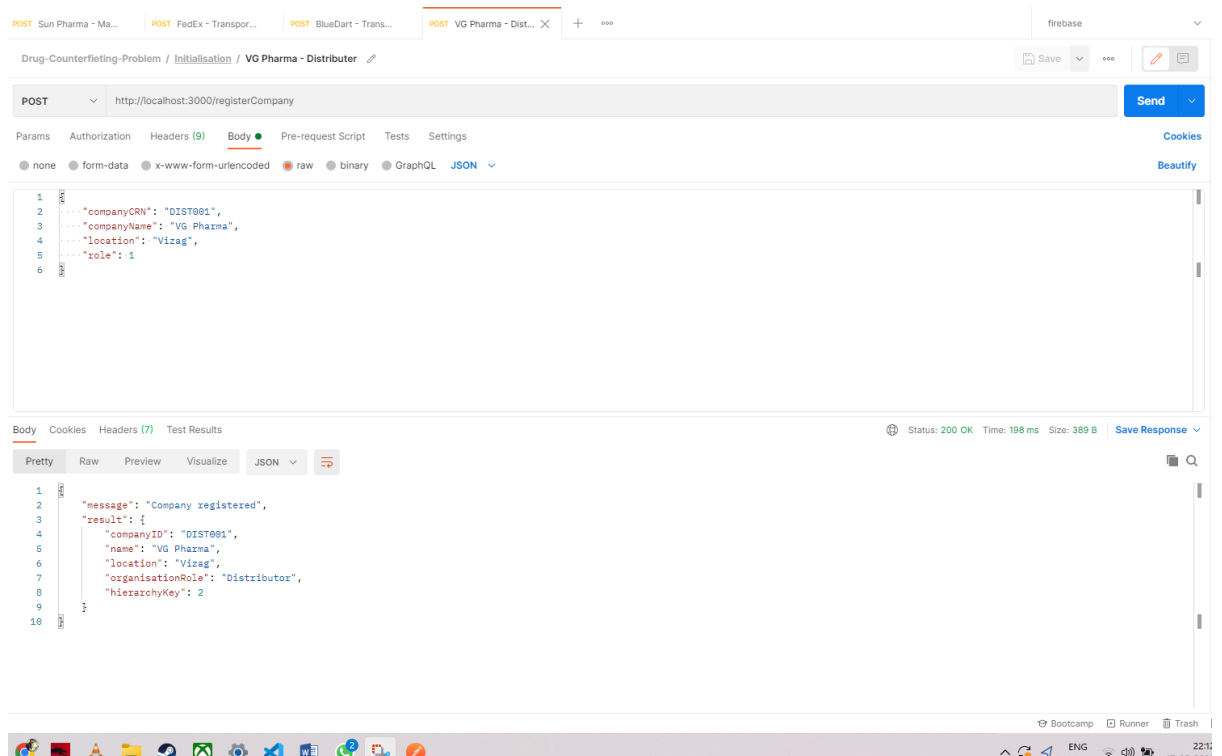 POST Sun Pharma - Ma... POST FedEx - Transpor... POST BlueDart - Trans... POST VG Pharma - Dist... firebase
Drug-Counterfieting-Problem / Initialisation / VG Pharma - Distributer Save
POST http://localhost:3000/registerCompany Send
Params Authorization Headers (9) Body Pre-request Script Tests Settings Cookies
none form-data x-www-form-urlencoded raw binary GraphQL JSON Beautify
1 {
2 "companyCRN": "DIST001",
3 "companyName": "VG Pharma",
4 "location": "Vizag",
5 "role": 1
6 }
Body Cookies Headers (7) Test Results Status: 200 OK Time: 198 ms Size: 389 B Save Response
Pretty Raw Preview Visualize JSON
1 {
2 "message": "Company registered",
3 "result": {
4 "companyID": "DIST001",
5 "name": "VG Pharma",
6 "location": "Vizag",
7 "organisationRole": "Distributor",
8 "hierarchyKey": 2
9 }
10 }
Bootcamp Runner Trash
2 ENG